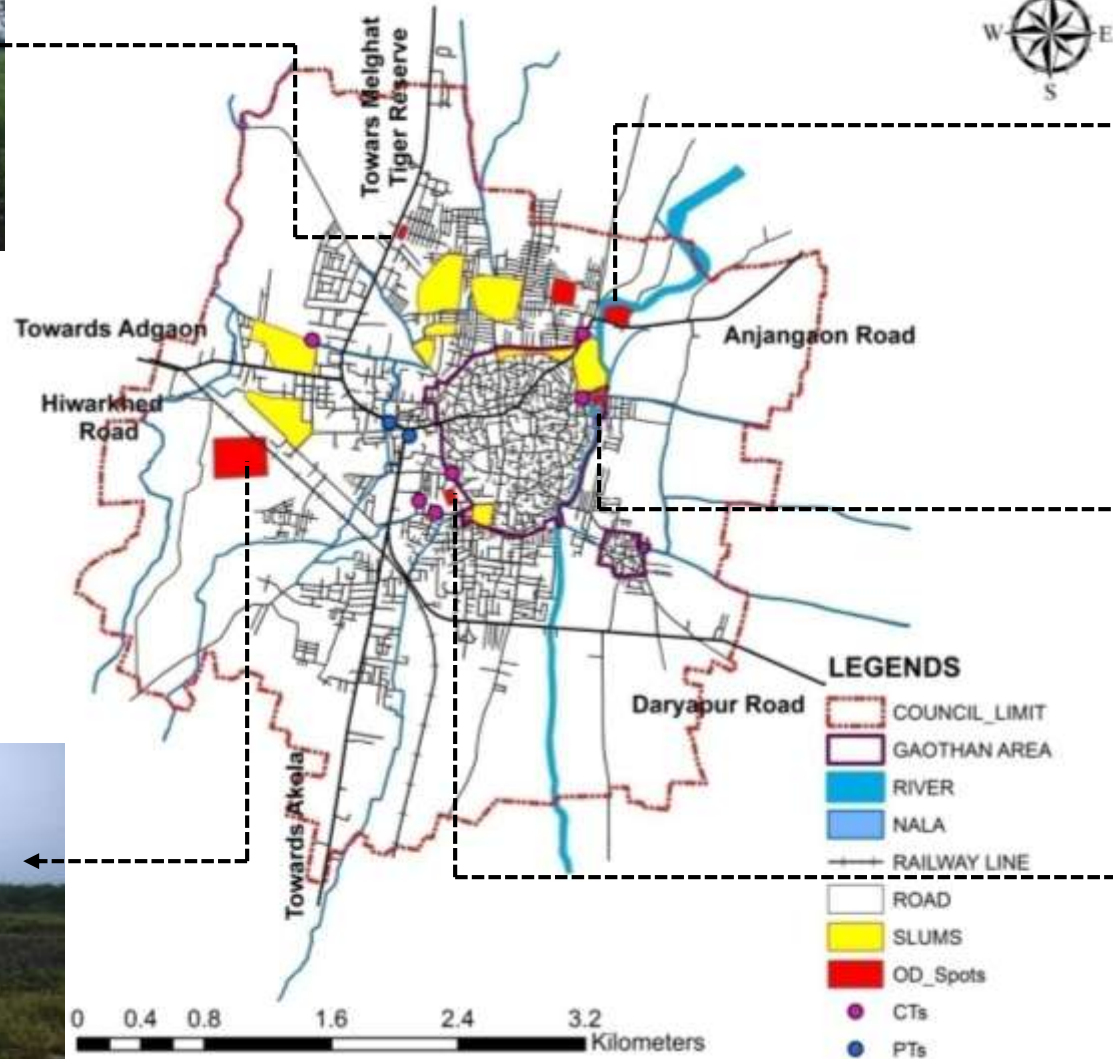 W
E
S
Towars Melghat
Tiger Reserve
Towards Adgaon
Anjangaon Road
Hiwarkhed
Road
Daryapur Road
Towards Akola
LEGENDS
COUNCIL_LIMIT
GAOTHAN AREA
RIVER
NALA
RAILWAY LINE
ROAD
SLUMS
OD_Spots
CTs
PTs
0 0.4 0.8 1.6 2.4 3.2
Kilometers